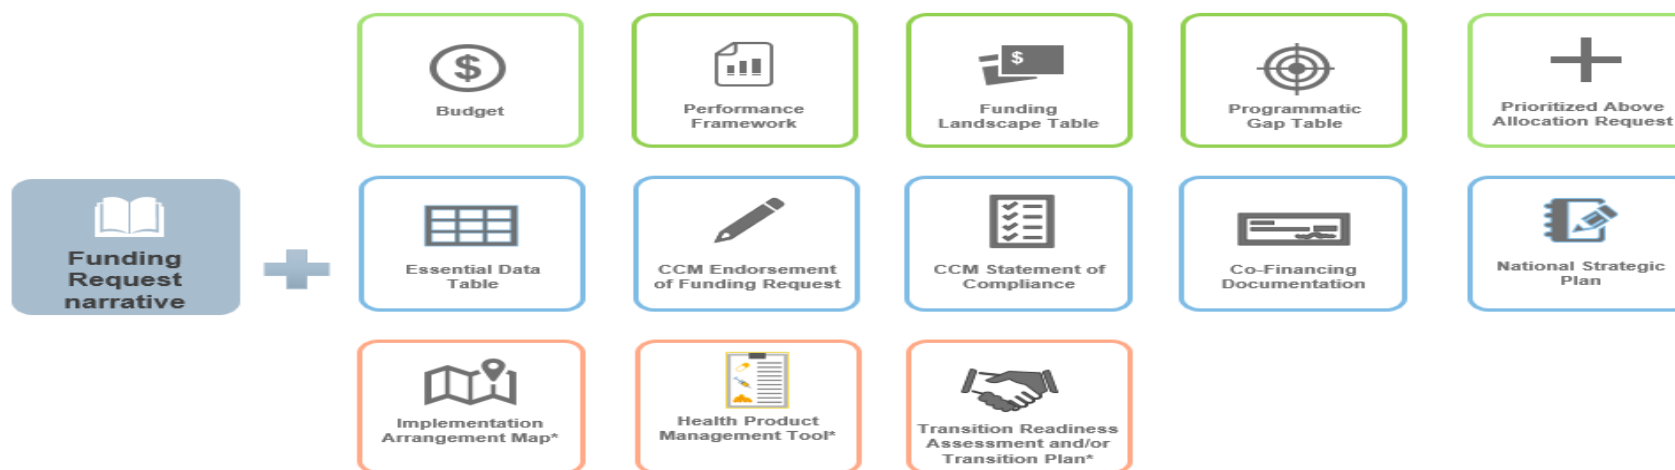 $
Budget
Performance
Framework
$
Funding
Landscape Table
Programmatic
Gap Table
Prioritized Above
Allocation Request
Funding
Request
narrative
Essential Data
Table
CCM Endorsement
of Funding Request
CCM Statement of
Compliance
Co-Financing
Documentation
National Strategic
Plan
Implementation
Arrangement Map*
Health Product
Management Tool*
Transition Readiness
Assessment and/or
Transition Plan*